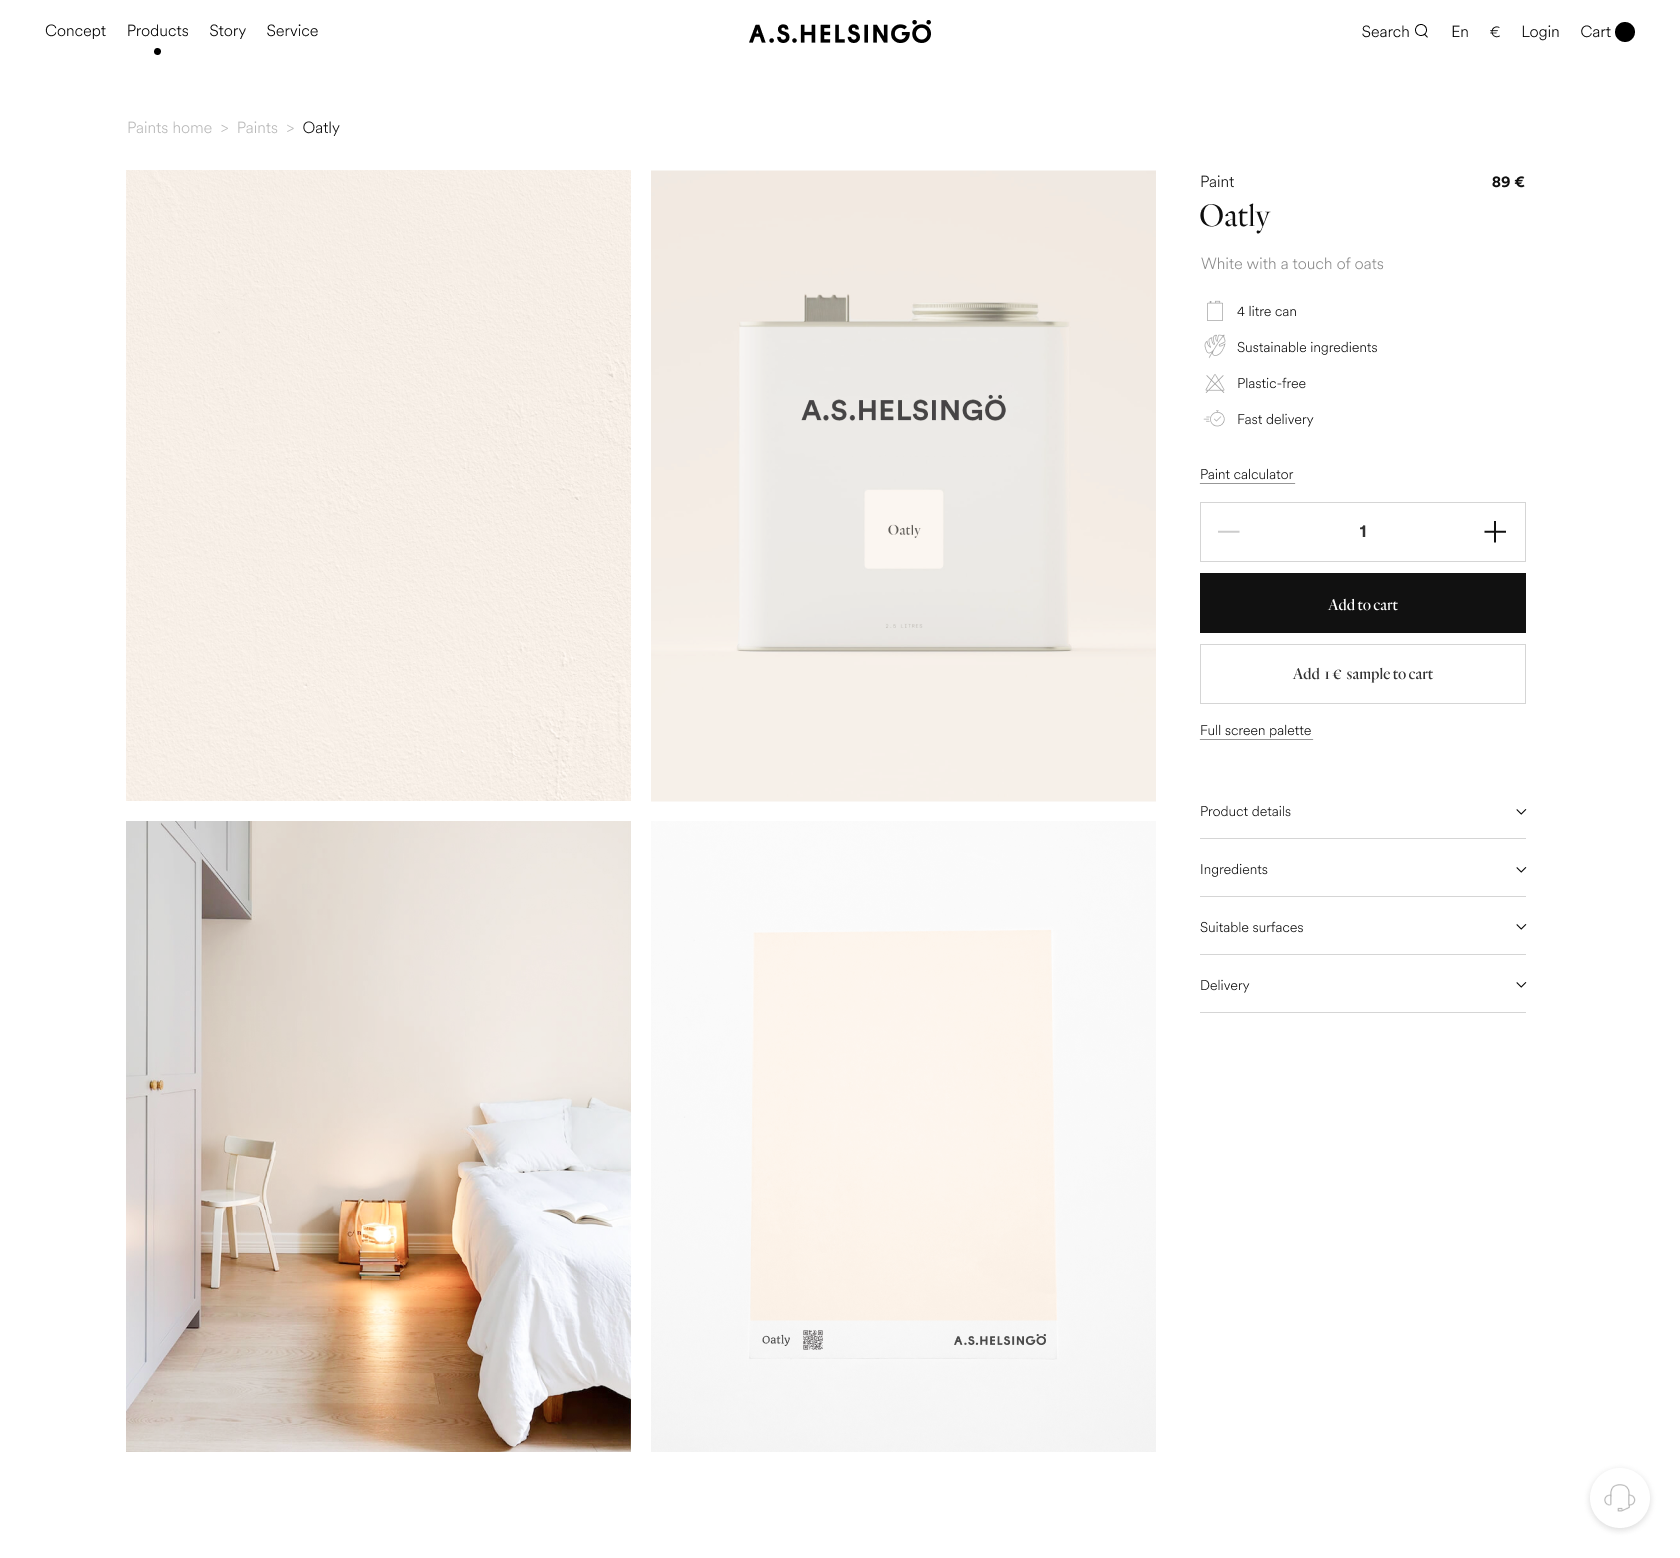 Concept Products Story Service
A.S.HELSINGÖ
Search En € Login Cart
Paints home > Paints > Oatly
Paint
89 €
Oatly
White with a touch of oats
4 litre can
Sustainable ingredients
Plastic-free
Fast delivery
Paint calculator
1
Add to cart
Add 1 € sample to cart
Full screen palette
Product details
Ingredients
Suitable surfaces
Delivery
A.S.HELSINGÖ
Oatly
Oatly
A.S.HELSINGÖ